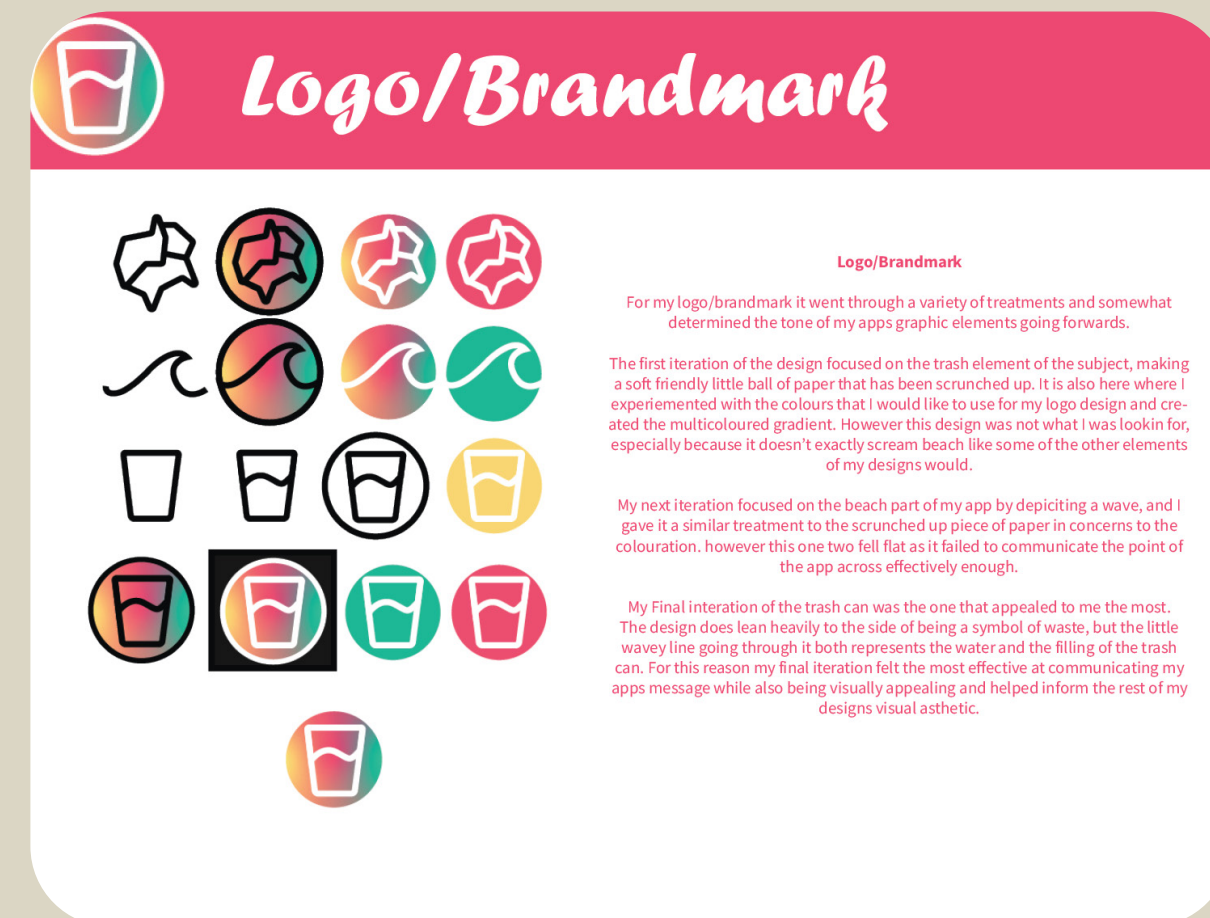 Logo/Brandmark
Logo/Brandmark
For my logo/brandmark it went through a variety of treatments and somewhat
determined the tone of my apps graphic elements going forwards.
The first iteration of the design focused on the trash element of the subject, making
a soft friendly little ball of paper that has been scrunched up. It is also here where I
experiemented with the colours that I would like to use for my logo design and cre-
ated the multicoloured gradient. However this design was not what I was lookin for,
especially because it doesn't exactly scream beach like some of the other elements
of my designs would.
My next iteration focused on the beach part of my app by depiciting a wave, and I
gave it a similar treatment to the scrunched up piece of paper in concerns to the
colouration. however this one two fell flat as it failed to communicate the point of
the app across effectively enough.
My Final interation of the trash can was the one that appealed to me the most.
The design does lean heavily to the side of being a symbol of waste, but the little
wavey line going through it both represents the water and the filling of the trash
can. For this reason my final iteration felt the most effective at communicating my
apps message while also being visually appealing and helped inform the rest of my
designs visual asthetic.